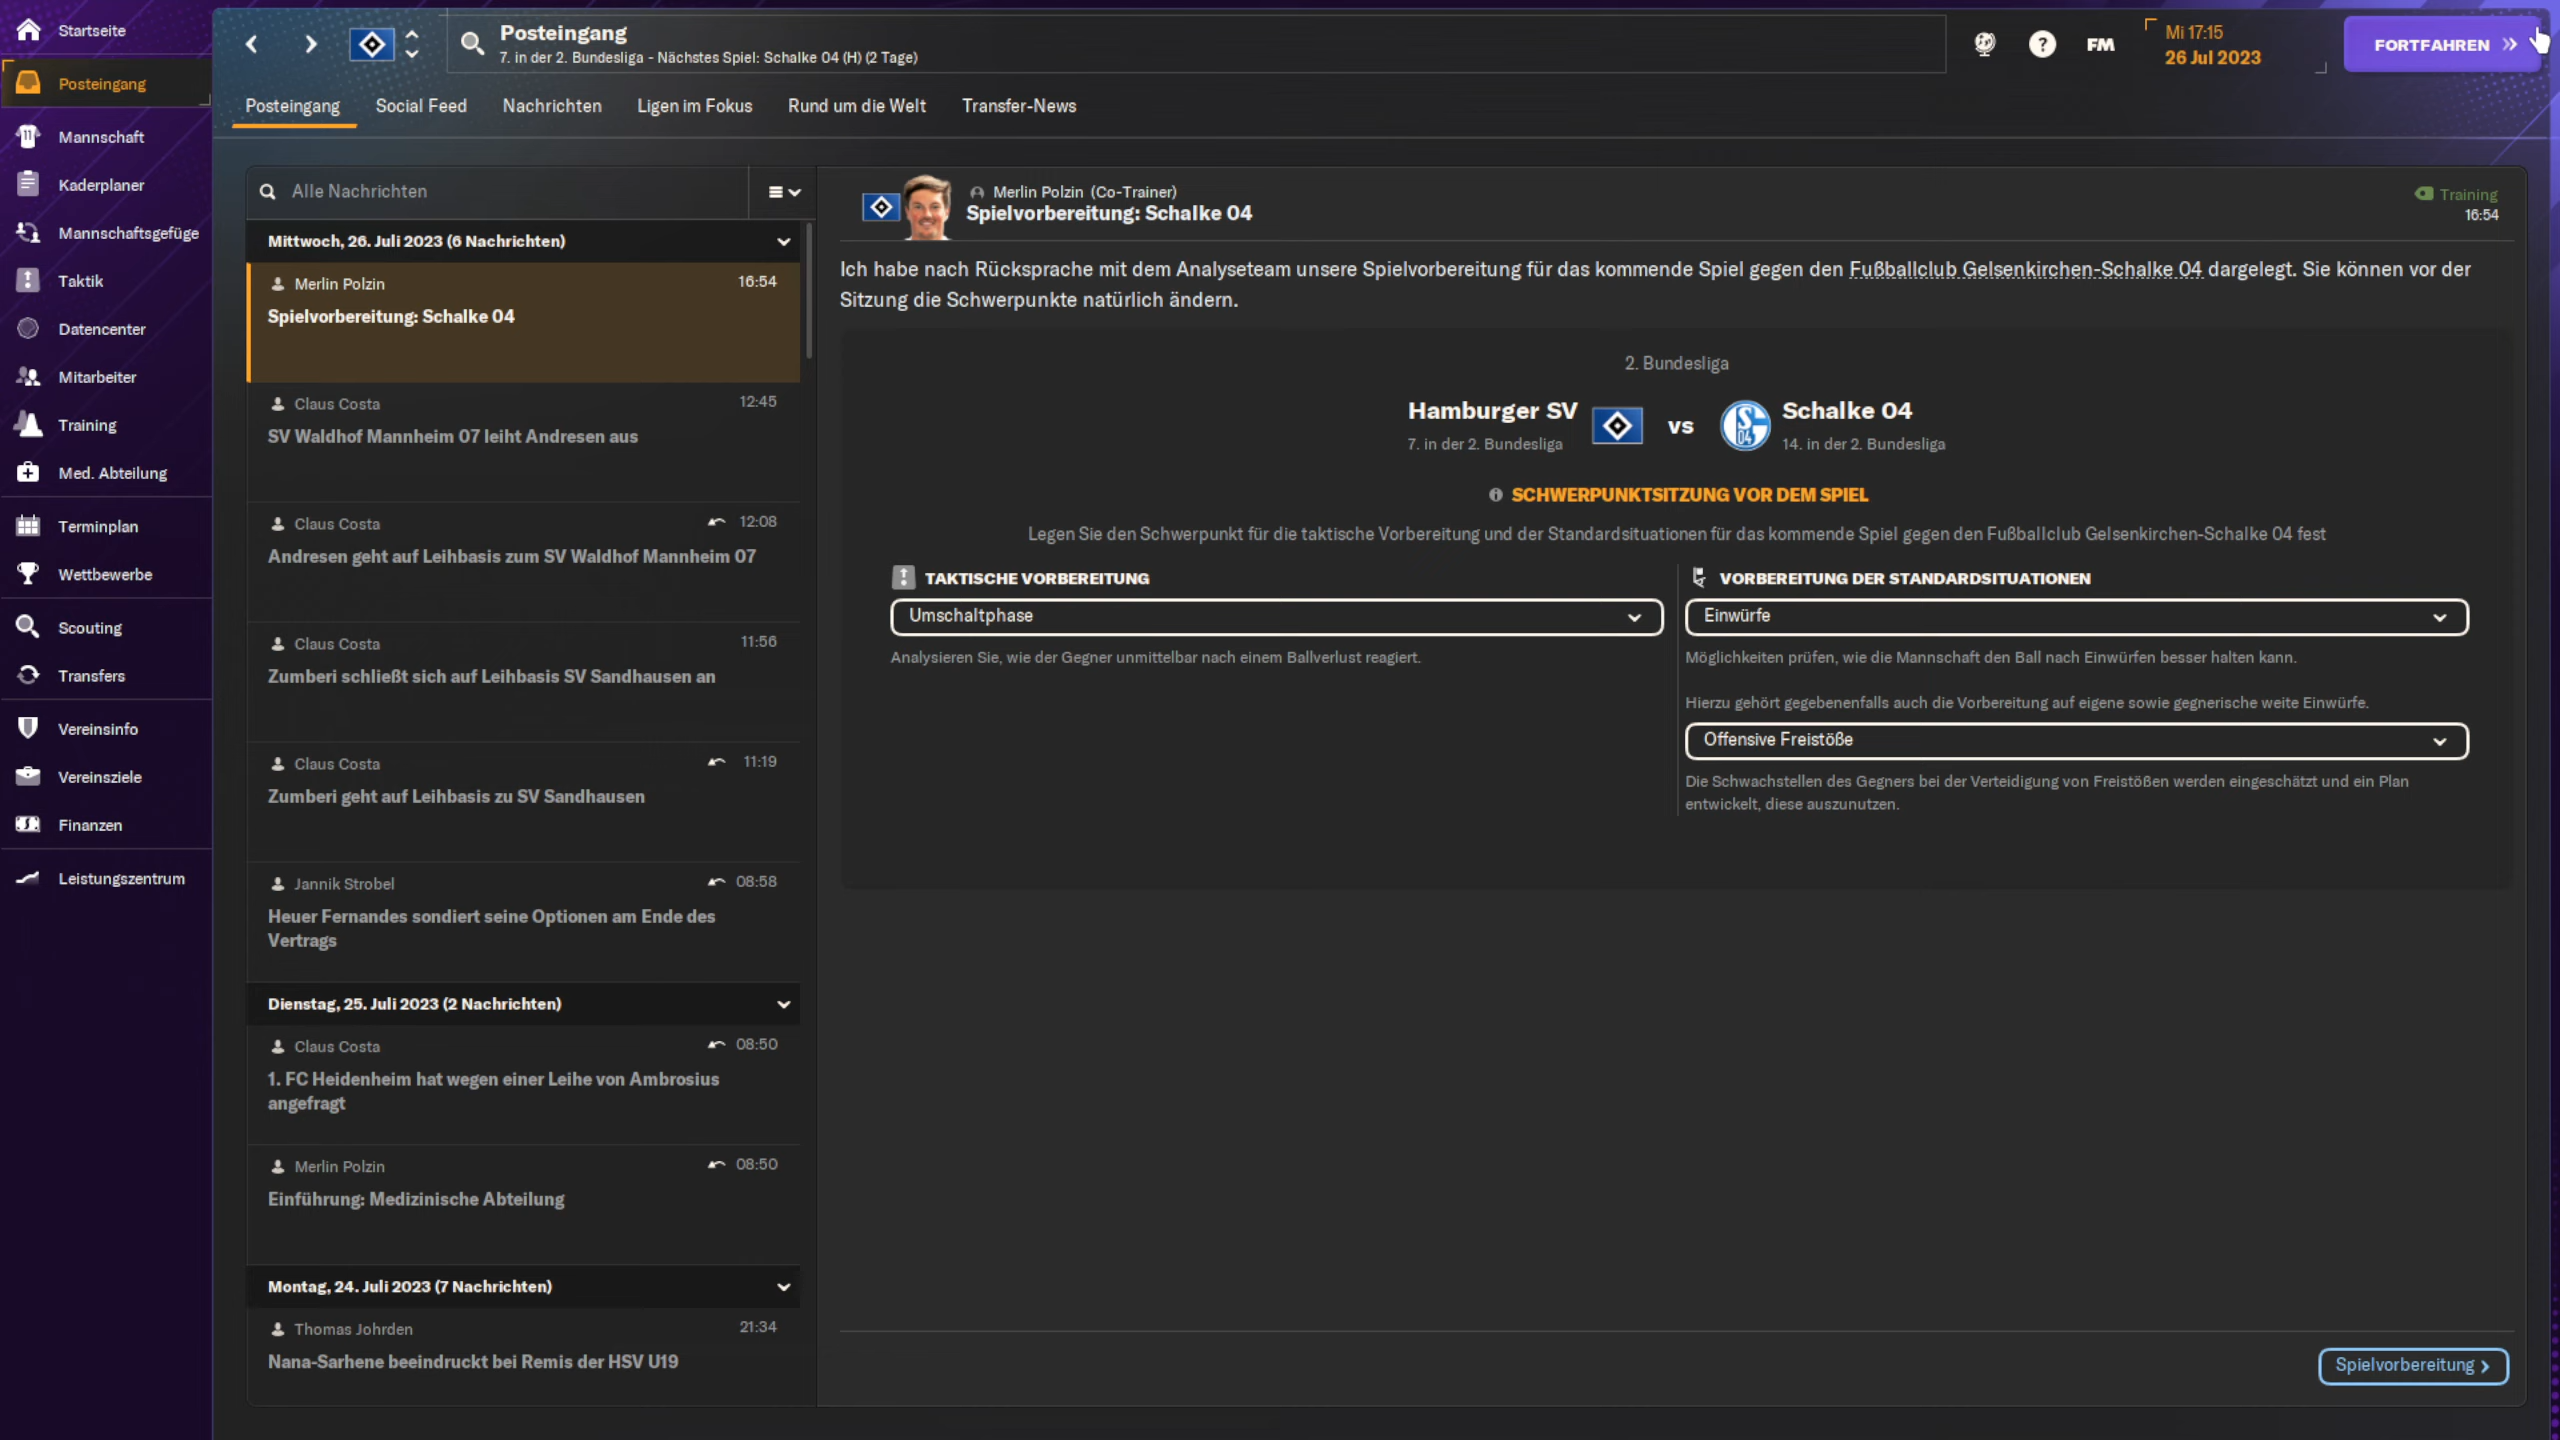 Startseite
Posteingang
Mannschaft
Kaderplaner
Mannschaftsgefüge
Taktik
Datencenter
Mitarbeiter
Training
Med. Abteilung
Terminplan
Wettbewerbe
Scouting
Transfers
Vereinsinfo
Vereinsziele
Finanzen
Leistungszentrum
Posteingang
7. in der 2. Bundesliga - Nächstes Spiel: Schalke 04 (H) (2 Tage)
?
FM
Mi 17:15
26 Jul 2023
FORTFAHREN
Posteingang Social Feed Nachrichten Ligen im Fokus Rund um die Welt Transfer-News
Alle Nachrichten
Mittwoch, 26. Juli 2023 (6 Nachrichten)
Merlin Polzin 16:54
Spielvorbereitung: Schalke 04
Claus Costa 12:45
SV Waldhof Mannheim 07 leiht Andresen aus
Claus Costa 12:08
Andresen geht auf Leihbasis zum SV Waldhof Mannheim 07
Claus Costa 11:56
Zumberi schließt sich auf Leihbasis SV Sandhausen an
Claus Costa 11:19
Zumberi geht auf Leihbasis zu SV Sandhausen
Jannik Strobel 08:58
Heuer Fernandes sondiert seine Optionen am Ende des
Vertrags
Dienstag, 25. Juli 2023 (2 Nachrichten)
Claus Costa 08:50
1. FC Heidenheim hat wegen einer Leihe von Ambrosius
angefragt
Merlin Polzin 08:50
Einführung: Medizinische Abteilung
Montag, 24. Juli 2023 (7 Nachrichten)
Thomas Johrden 21:34
Nana-Sarhene beeindruckt bei Remis der HSV U19
Merlin Polzin (Co-Trainer)
Spielvorbereitung: Schalke 04
Training
16:54
Ich habe nach Rücksprache mit dem Analyseteam unsere Spielvorbereitung für das kommende Spiel gegen den Fußballclub Gelsenkirchen-Schalke 04 dargelegt. Sie können vor der
Sitzung die Schwerpunkte natürlich ändern.
2. Bundesliga
Hamburger SV vs Schalke 04
7. in der 2. Bundesliga 14. in der 2. Bundesliga
SCHWERPUNKTSITZUNG VOR DEM SPIEL
Legen Sie den Schwerpunkt für die taktische Vorbereitung und der Standardsituationen für das kommende Spiel gegen den Fußballclub Gelsenkirchen-Schalke 04 fest
TAKTISCHE VORBEREITUNG
Umschaltphase
Analysieren Sie, wie der Gegner unmittelbar nach einem Ballverlust reagiert.
VORBEREITUNG DER STANDARDSITUATIONEN
Einwürfe
Möglichkeiten prüfen, wie die Mannschaft den Ball nach Einwürfen besser halten kann.
Hierzu gehört gegebenenfalls auch die Vorbereitung auf eigene sowie gegnerische weite Einwürfe.
Offensive Freistöße
Die Schwachstellen des Gegners bei der Verteidigung von Freistößen werden eingeschätzt und ein Plan
entwickelt, diese auszunutzen.
Spielvorbereitung